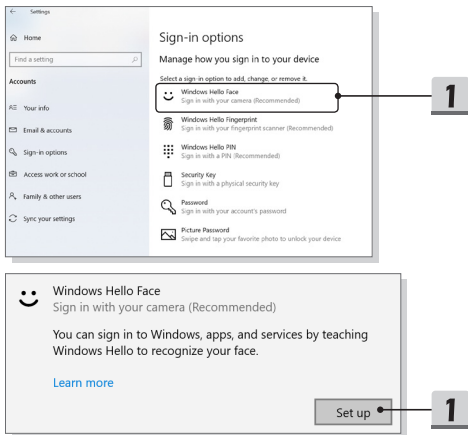 Settings
Home
Find a setting
Accounts
Your info
Email & accounts
Sign-in options
Access work or school
Family & other users
Sync your settings
Sign-in options
Manage how you sign in to your device
Select a sign-in option to add, change, or remove it.
Windows Hello Face
Sign in with your camera (Recommended)
Windows Hello Fingerprint
Sign in with your fingerprint scanner (Recommended)
Windows Hello PIN
Sign in with a PIN (Recommended)
Security Key
Sign in with a physical security key
Password
Sign in with your account's password
Picture Password
Swipe and tap your favorite photo to unlock your device
1
Windows Hello Face
Sign in with your camera (Recommended)
You can sign in to Windows, apps, and services by teaching
Windows Hello to recognize your face.
Learn more
Set up
1